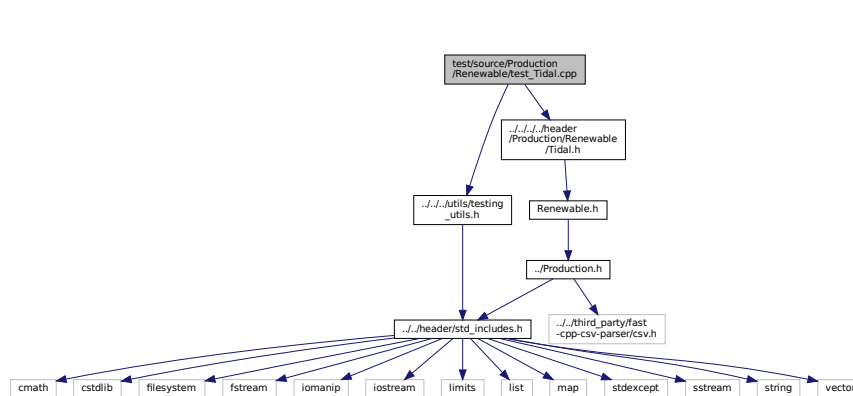 test/source/Production
/Renewable/test_Tidal.cpp
../../../../header
/Production/Renewable
/Tidal.h
../../../utils/testing
_utils.h
Renewable.h
../Production.h
../../header/std_includes.h
../../third_party/fast
-cpp-csv-parser/csv.h
cmath
cstdlib
filesystem
fstream
iomanip
iostream
limits
list
map
stdexcept
sstream
string
vector